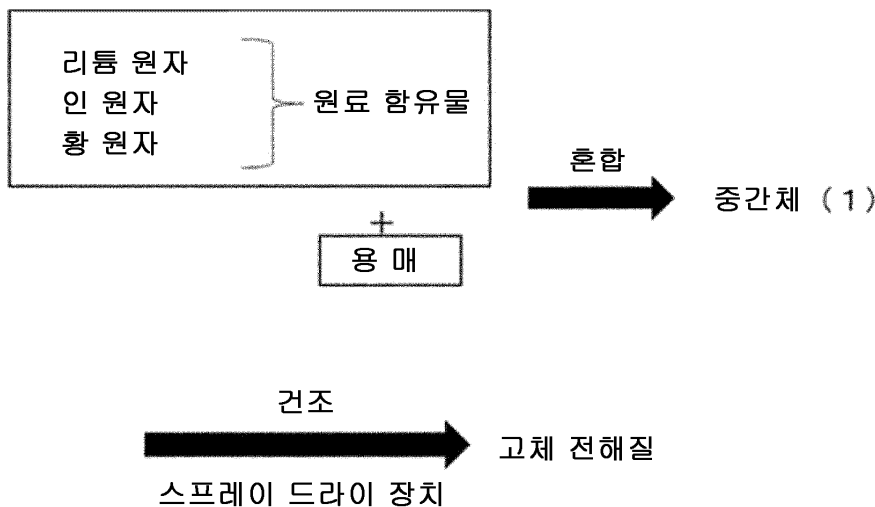 리튬 원자
인 원자
황 원자
원료 함유물
+
용 매
혼합
중간체 (1)
건조
스프레이 드라이 장치
고체 전해질